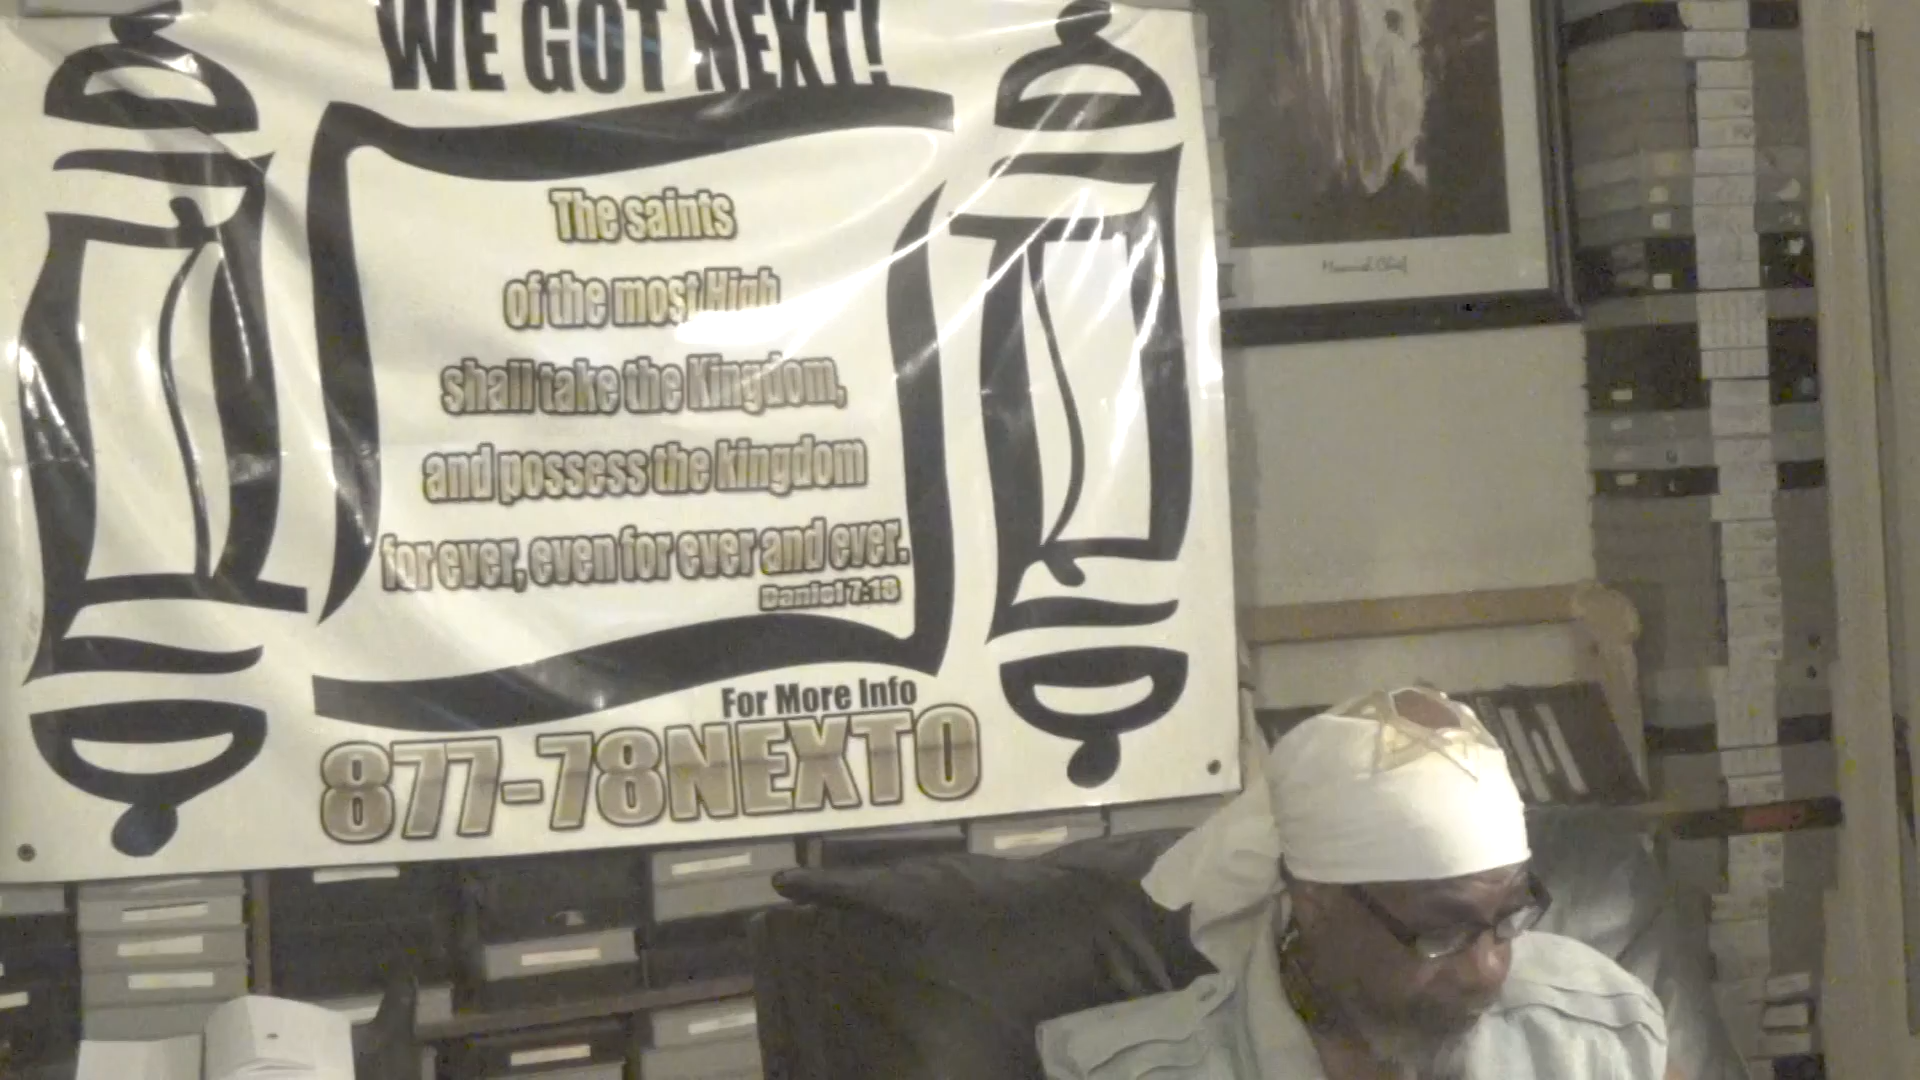 WE GOT NEXT!
The saints
of the most High
shall take the Kingdom,
and possess the kingdom
for ever, even for ever and ever.
Daniel 7:18
For More Info
877-78NEXTO